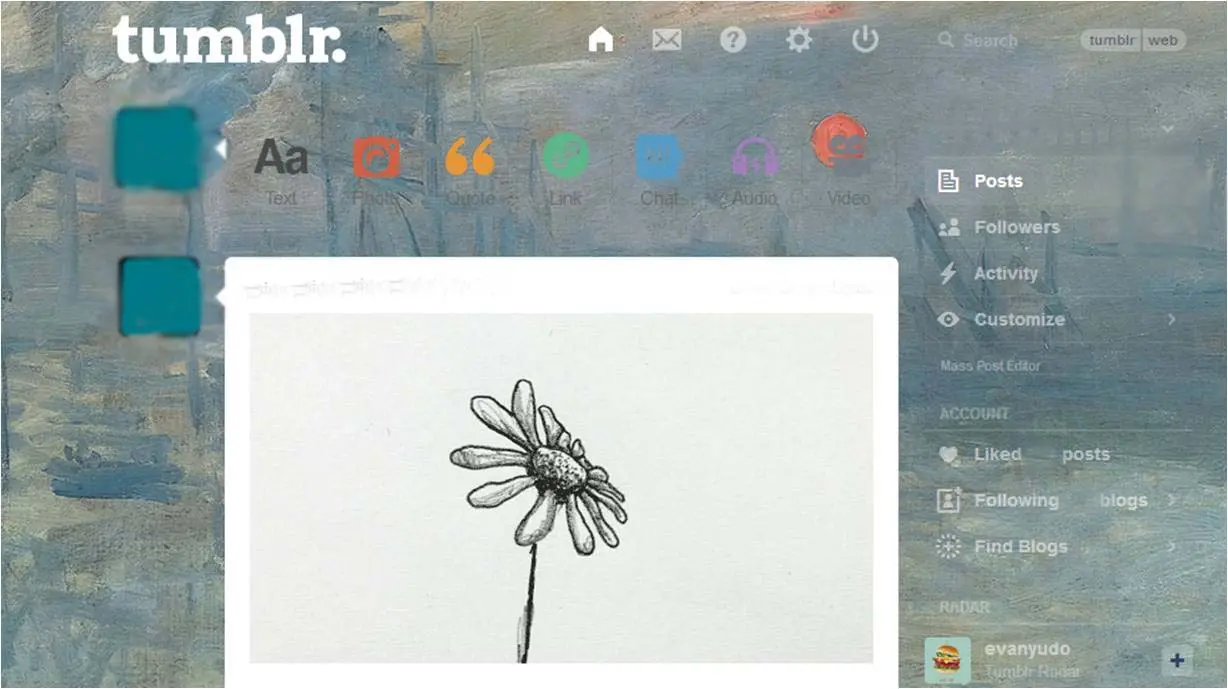 tumblr.
Search
tumblr web
Aa
Text Photo Quote Link Chat Audio Video
Posts
Followers
Activity
Customize
Mass Post Editor
ACCOUNT
Liked posts
Following blogs
Find Blogs
RADAR
evanyudo
Tumblr Radar